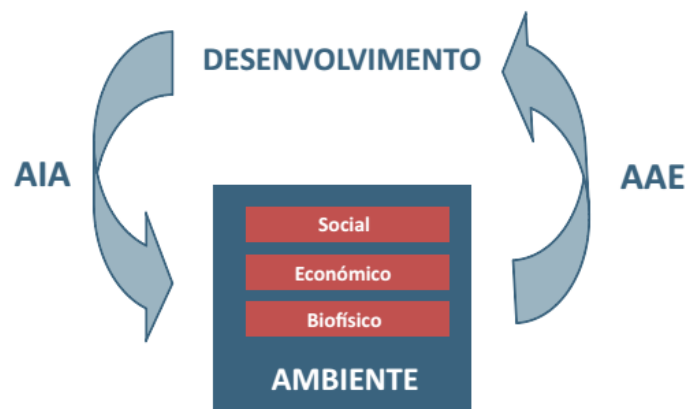 DESENVOLVIMENTO
AIA
AAE
Social
Económico
Biofísico
AMBIENTE